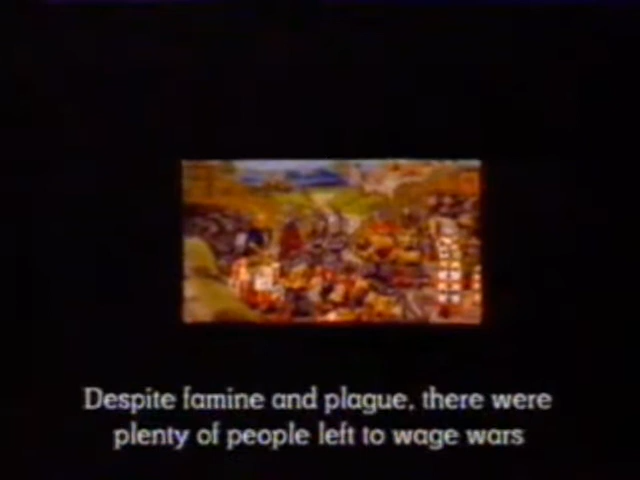 Despite famine and plague, there were
plenty of people left to wage wars